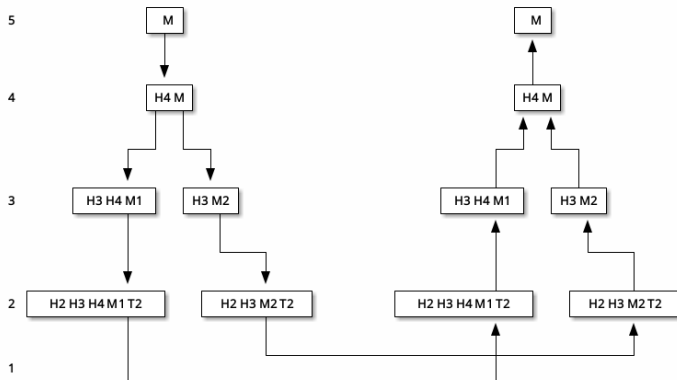 5 M M
4 H4 M H4 M
3 H3 H4 M1 H3 M2 H3 H4 M1 H3 M2
2 H2 H3 H4 M1 T2 H2 H3 M2 T2 H2 H3 H4 M1 T2 H2 H3 M2 T2
1